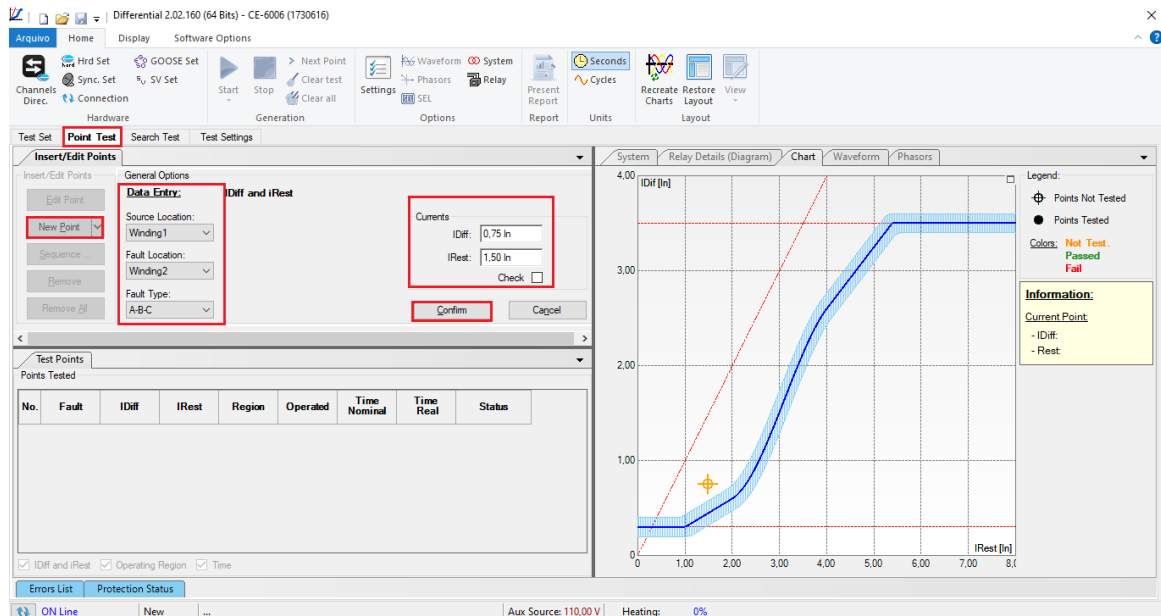 Differential 2.02.160 (64 Bits) - CE-6006 (1730616)
Arquivo Home Display Software Options
Channels Direc.
Hrd Set
Sync. Set
Connection
GOOSE Set
SV Set
Hardware
Start
Stop
Next Point
Clear test
Clear all
Generation
Settings
Waveform
Phasors
SEL
System
Relay
Options
Present Report
Report
Seconds
Cycles
Units
Recreate Charts
Restore Layout
View
Layout
Test Set Point Test Search Test Test Settings
Insert/Edit Points
Insert/Edit Points
Edit Point
New Point
Sequence ...
Remove
Remove All
General Options
Data Entry: IDiff and iRest
Source Location:
Winding1
Fault Location:
Winding2
Fault Type:
A-B-C
Currents
IDiff: 0,75 In
IRest: 1,50 In
Check
Confirm Cancel
Test Points
Points Tested
No. Fault IDiff IRest Region Operated Time Nominal Time Real Status
IDiff and iRest Operating Region Time
System Relay Details (Diagram) Chart Waveform Phasors
IDif [In]
4,00
3,00
2,00
1,00
0
0 1,00 2,00 3,00 4,00 5,00 6,00 7,00 8,(
IRest [In]
Legend:
Points Not Tested
Points Tested
Colors: Not Test.
Passed
Fail
Information:
Current Point:
- IDiff:
- Rest:
Errors List Protection Status
ON Line New ... Aux Source: 110,00 V Heating: 0%